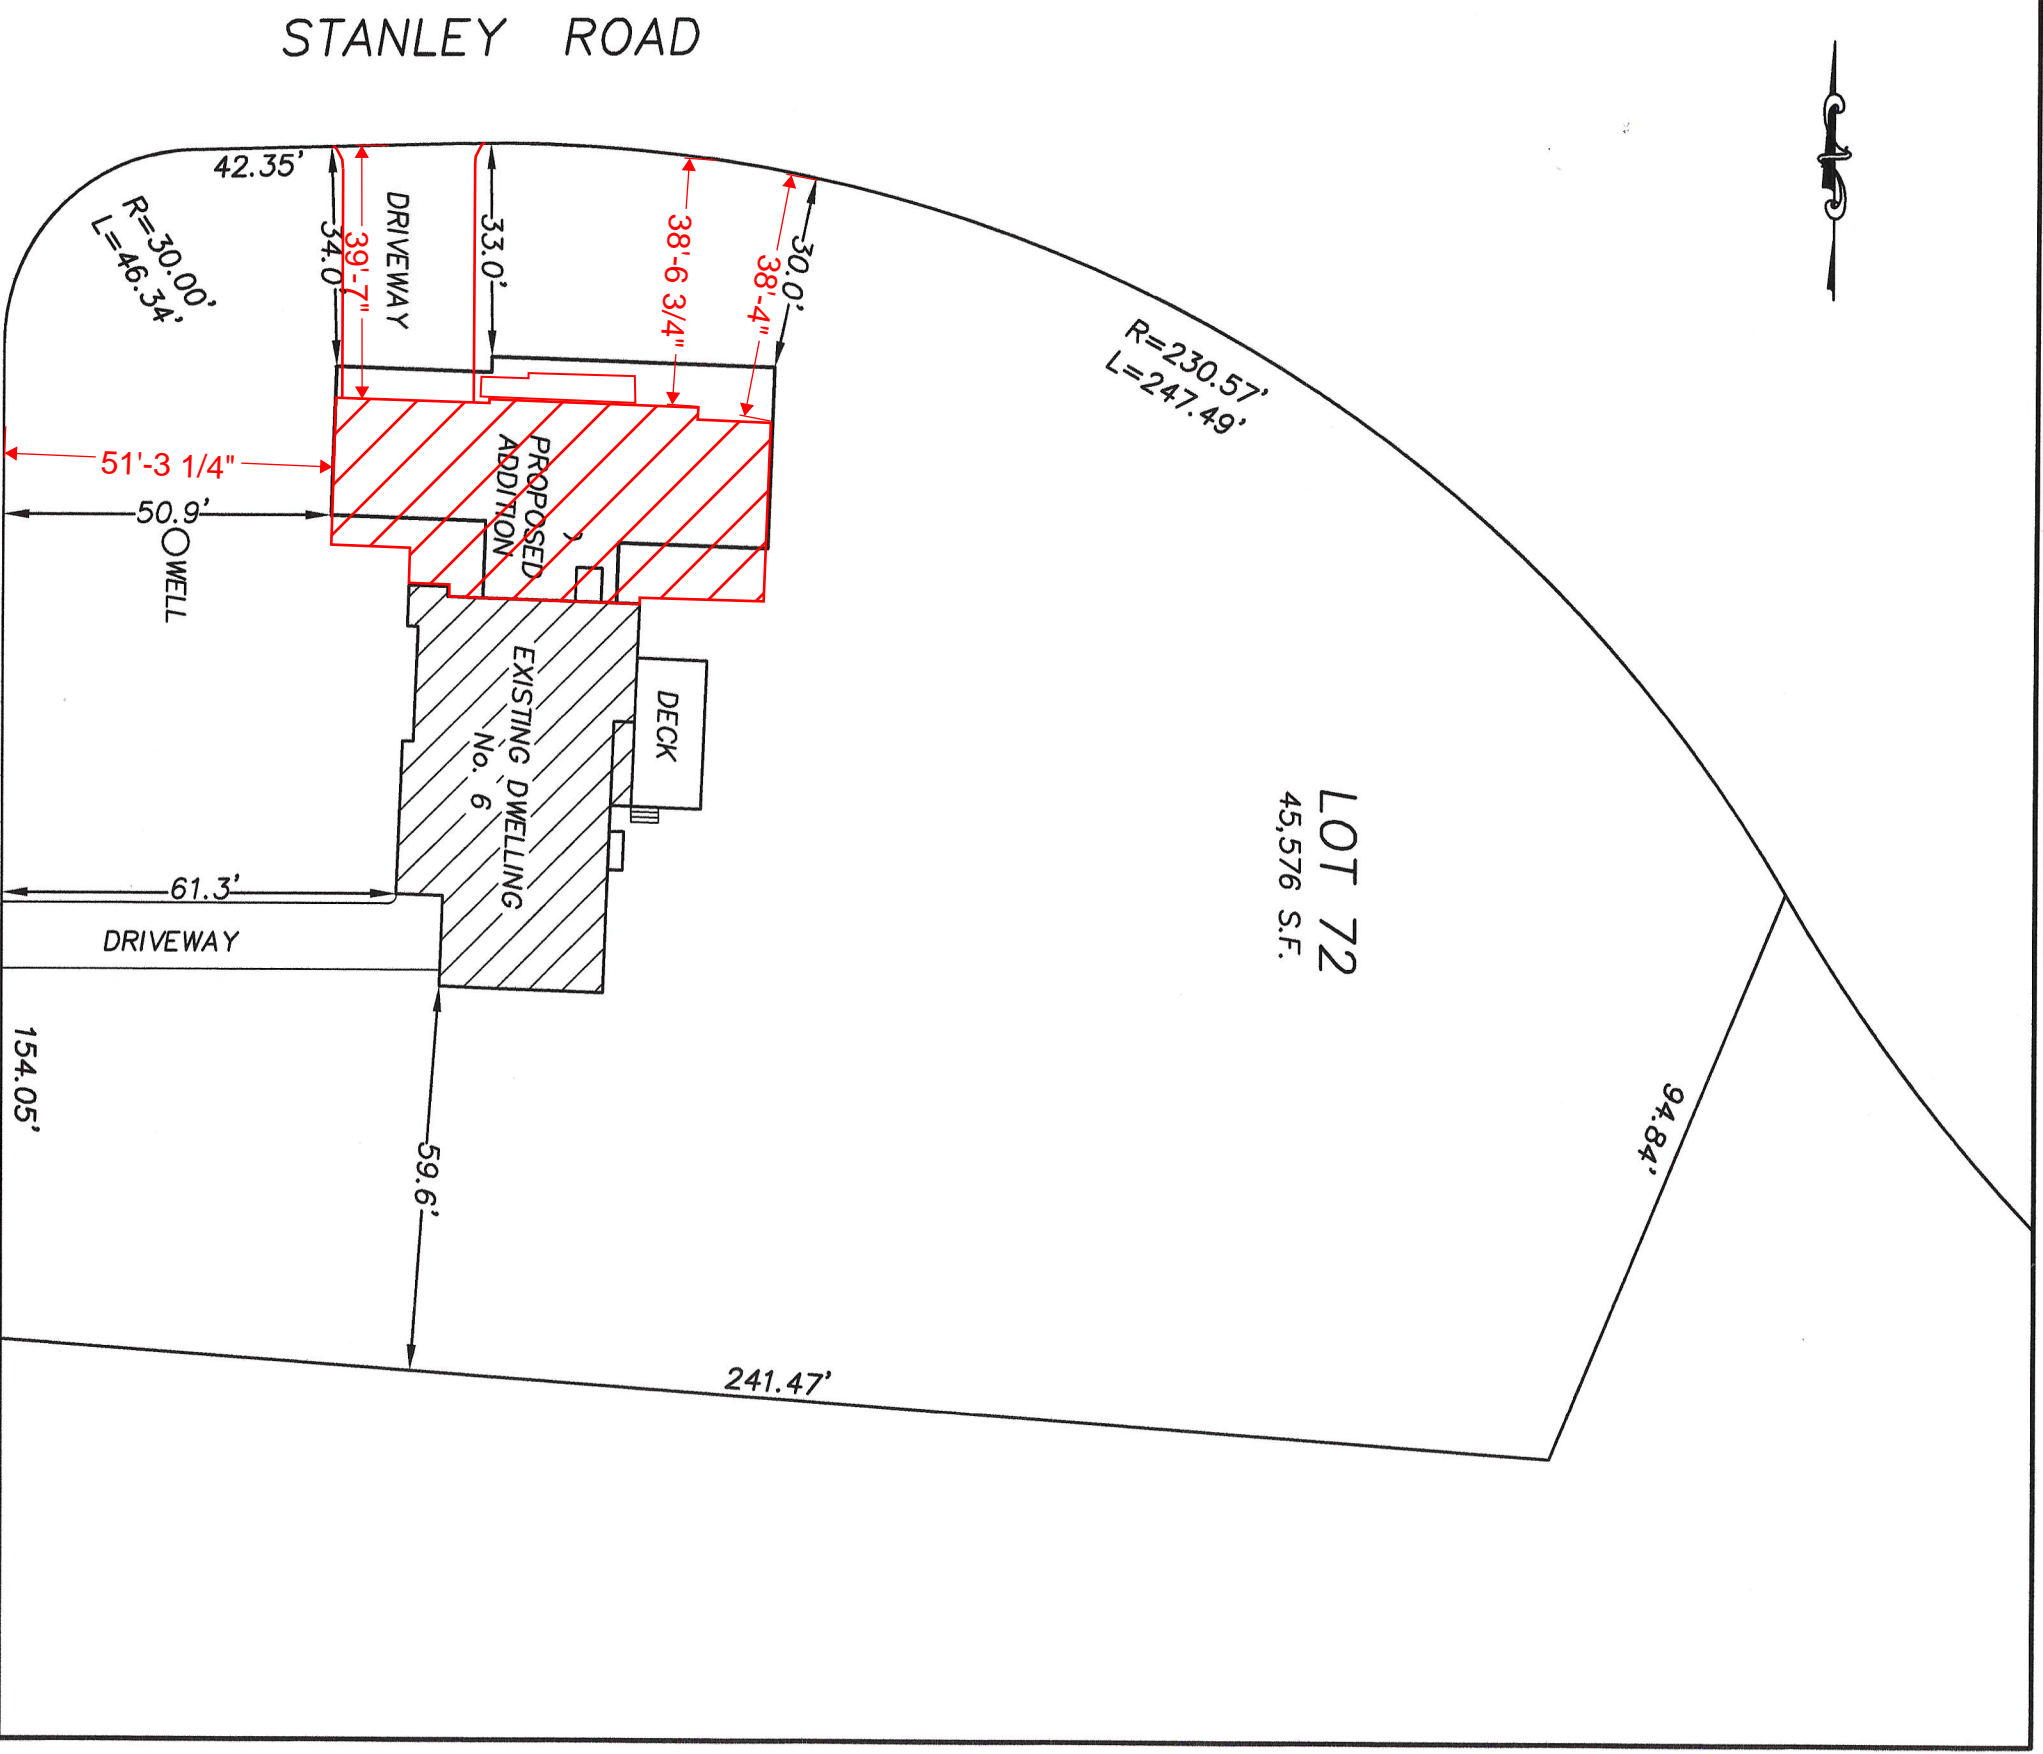 STANLEY ROAD
42.35'
R=30.00'
L=46.34'
34.0'
39'-7"
DRIVEWAY
33.0'
38'-6 3/4"
38'-4"
30.0'
R=230.57'
L=247.49'
51'-3 1/4"
50.9'
WELL
PROPOSED
ADDITION
EXISTING DWELLING
No. 6
DECK
LOT 72
45,576 S.F.
61.3'
DRIVEWAY
154.05'
59.6'
94.84'
241.47'